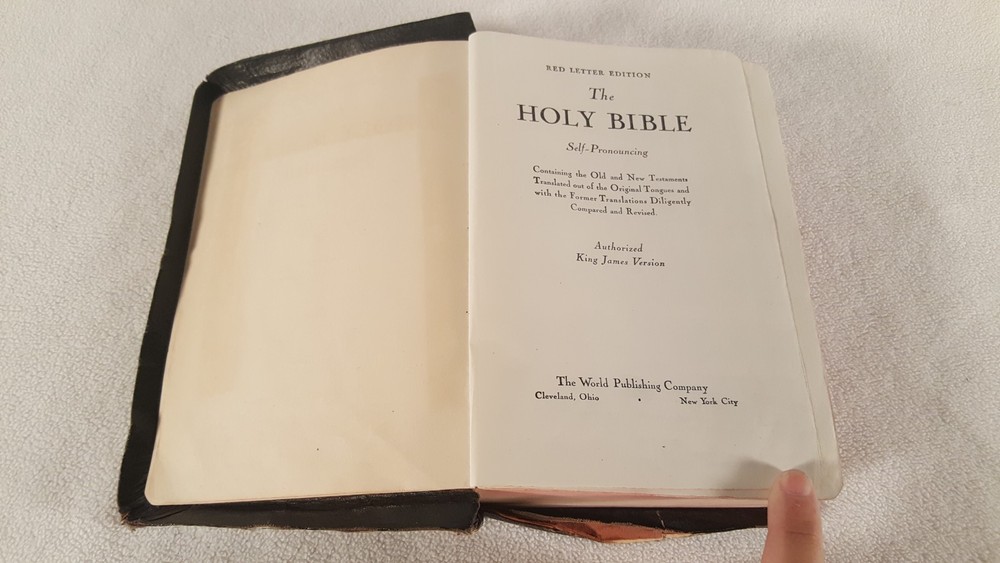 RED LETTER EDITION
The
HOLY BIBLE
Self-Pronouncing
Containing the Old and New Testaments
Translated out of the Original Tongues and
with the Former Translations Diligently
Compared and Revised.
Authorized
King James Version
The World Publishing Company
Cleveland, Ohio • New York City